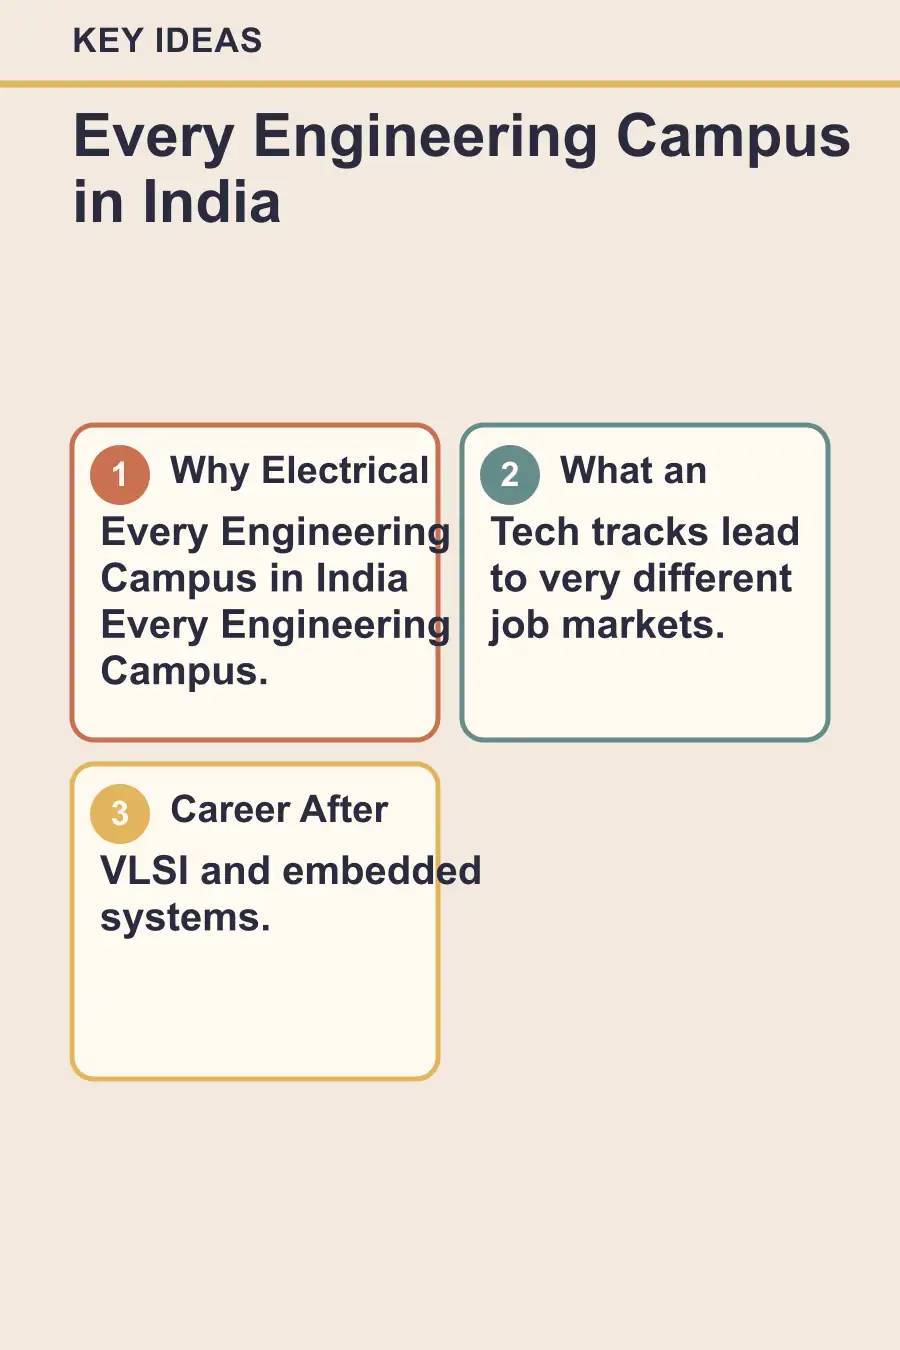 KEY IDEAS
Every Engineering Campus
in India
1
Why Electrical
Every Engineering
Campus in India
Every Engineering
Campus.
2
What an
Tech tracks lead
to very different
job markets.
3
Career After
VLSI and embedded
systems.